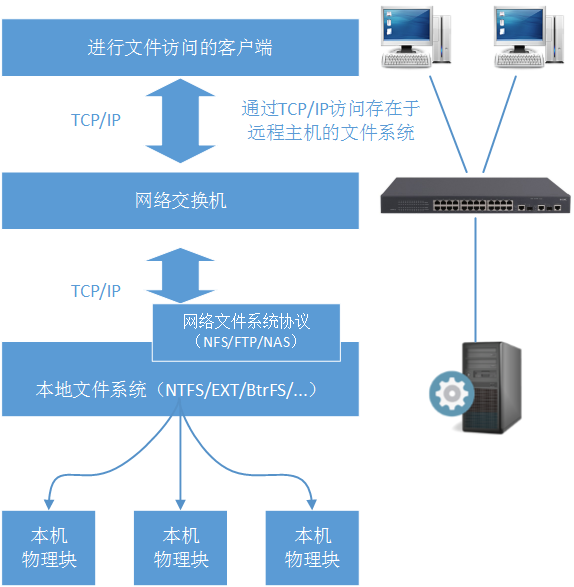 进行文件访问的客户端
TCP/IP
通过TCP/IP访问存在于
远程主机的文件系统
网络交换机
TCP/IP
网络文件系统协议
（NFS/FTP/NAS）
本地文件系统（NTFS/EXT/BtrFS/...）
本机
物理块
本机
物理块
本机
物理块